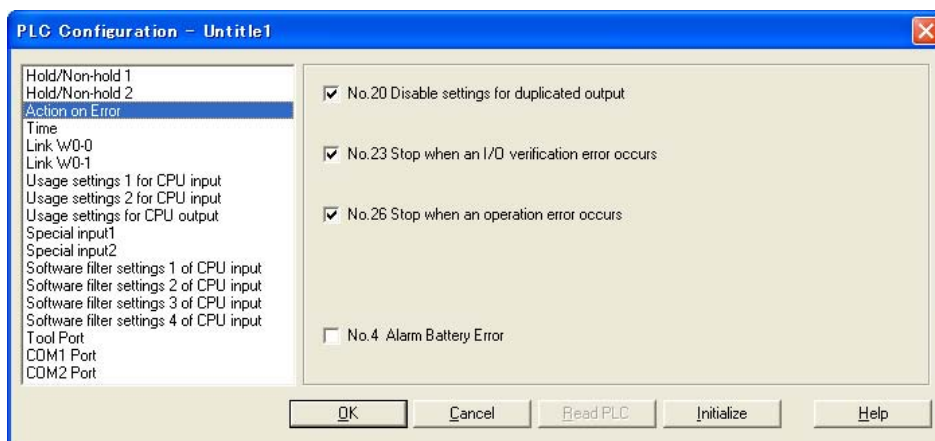 PLC Configuration - Untitle1
Hold/Non-hold 1
Hold/Non-hold 2
Action on Error
Time
Link W0-0
Link W0-1
Usage settings 1 for CPU input
Usage settings 2 for CPU input
Usage settings for CPU output
Special input1
Special input2
Software filter settings 1 of CPU input
Software filter settings 2 of CPU input
Software filter settings 3 of CPU input
Software filter settings 4 of CPU input
Tool Port
COM1 Port
COM2 Port
No.20 Disable settings for duplicated output
No.23 Stop when an I/O verification error occurs
No.26 Stop when an operation error occurs
No.4 Alarm Battery Error
OK Cancel Read PLC Initialize Help